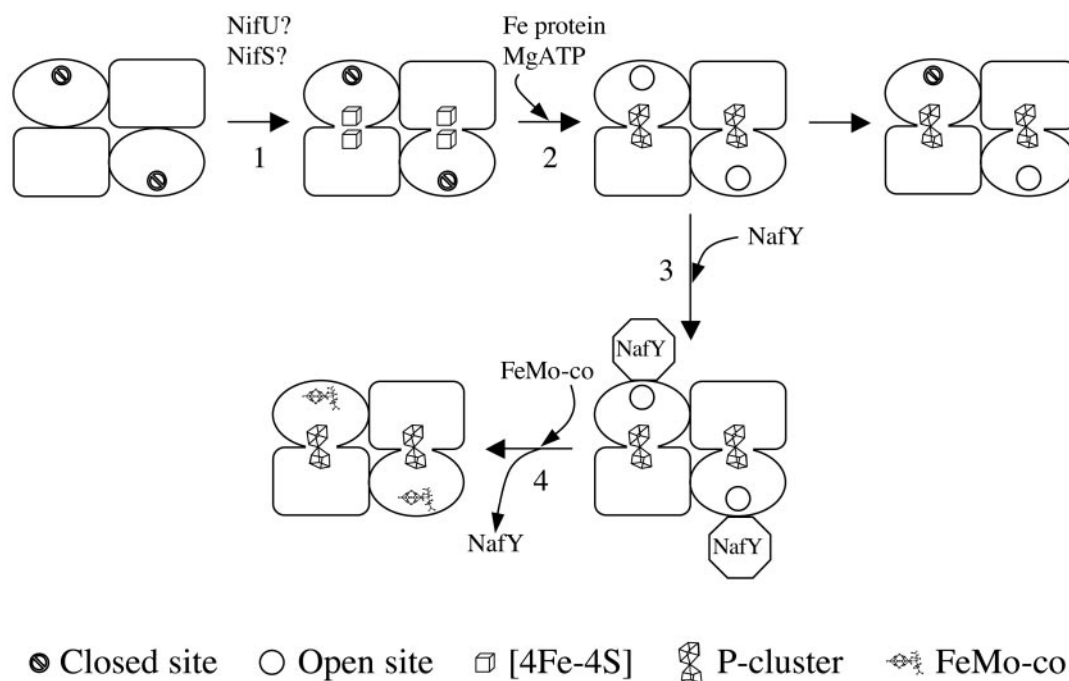 NifU?
NifS?
Fe protein
MgATP
1
2
3
NafY
NafY
FeMo-co
4
NafY
NafY
Closed site
Open site
[4Fe-4S]
P-cluster
FeMo-co